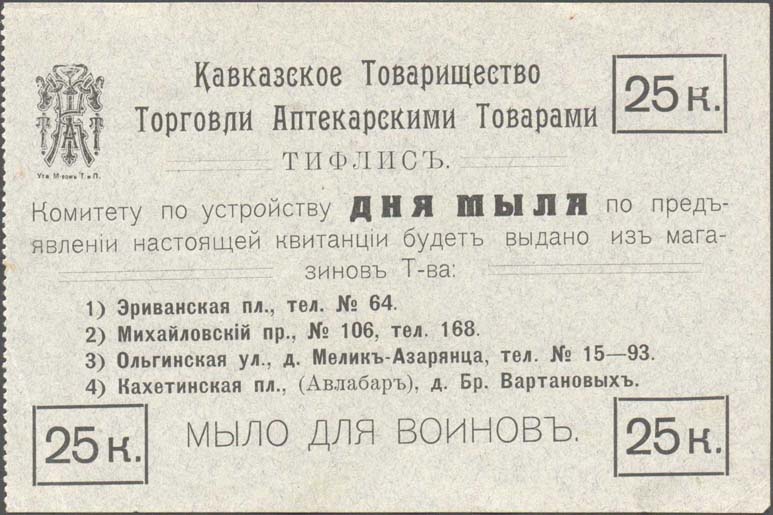 Кавказское Товарищество
Торговли Аптекарскими Товарами
25 к.
ТИФЛИСЪ.
Утв. М-вомъ Т. и П.
Комитету по устройству ДНЯ МЫЛА по предъ-
явленіи настоящей квитанціи будетъ выдано изъ мага-
зиновъ Т-ва:
1) Эриванская пл., тел. № 64.
2) Михайловскій пр., № 106, тел. 168.
3) Ольгинская ул., д. Меликъ-Азарянца, тел. № 15—93.
4) Кахетинская пл., (Авлабаръ), д. Бр. Вартановыхъ.
25 к.
МЫЛО ДЛЯ ВОИНОВЪ.
25 к.